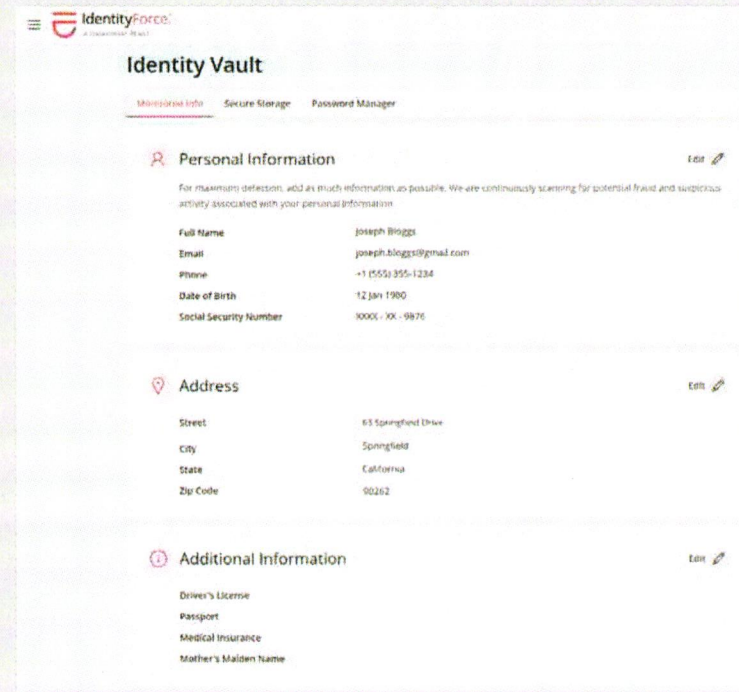 IdentityForce
Identity Vault
Monitoring Info Secure Storage Password Manager
Personal Information Edit
For maximum detection, add as much information as possible. We are continuously scanning for potential fraud and suspicious
activity associated with your personal information
Full Name Joseph Bloggs
Email joseph.bloggs@gmail.com
Phone +1 (555) 355-1234
Date of Birth 12 Jan 1980
Social Security Number XXXX - XX - 9876
Address Edit
Street 65 Springfield Drive
City Springfield
State California
Zip Code 90262
Additional Information Edit
Driver's License
Passport
Medical Insurance
Mother's Maiden Name